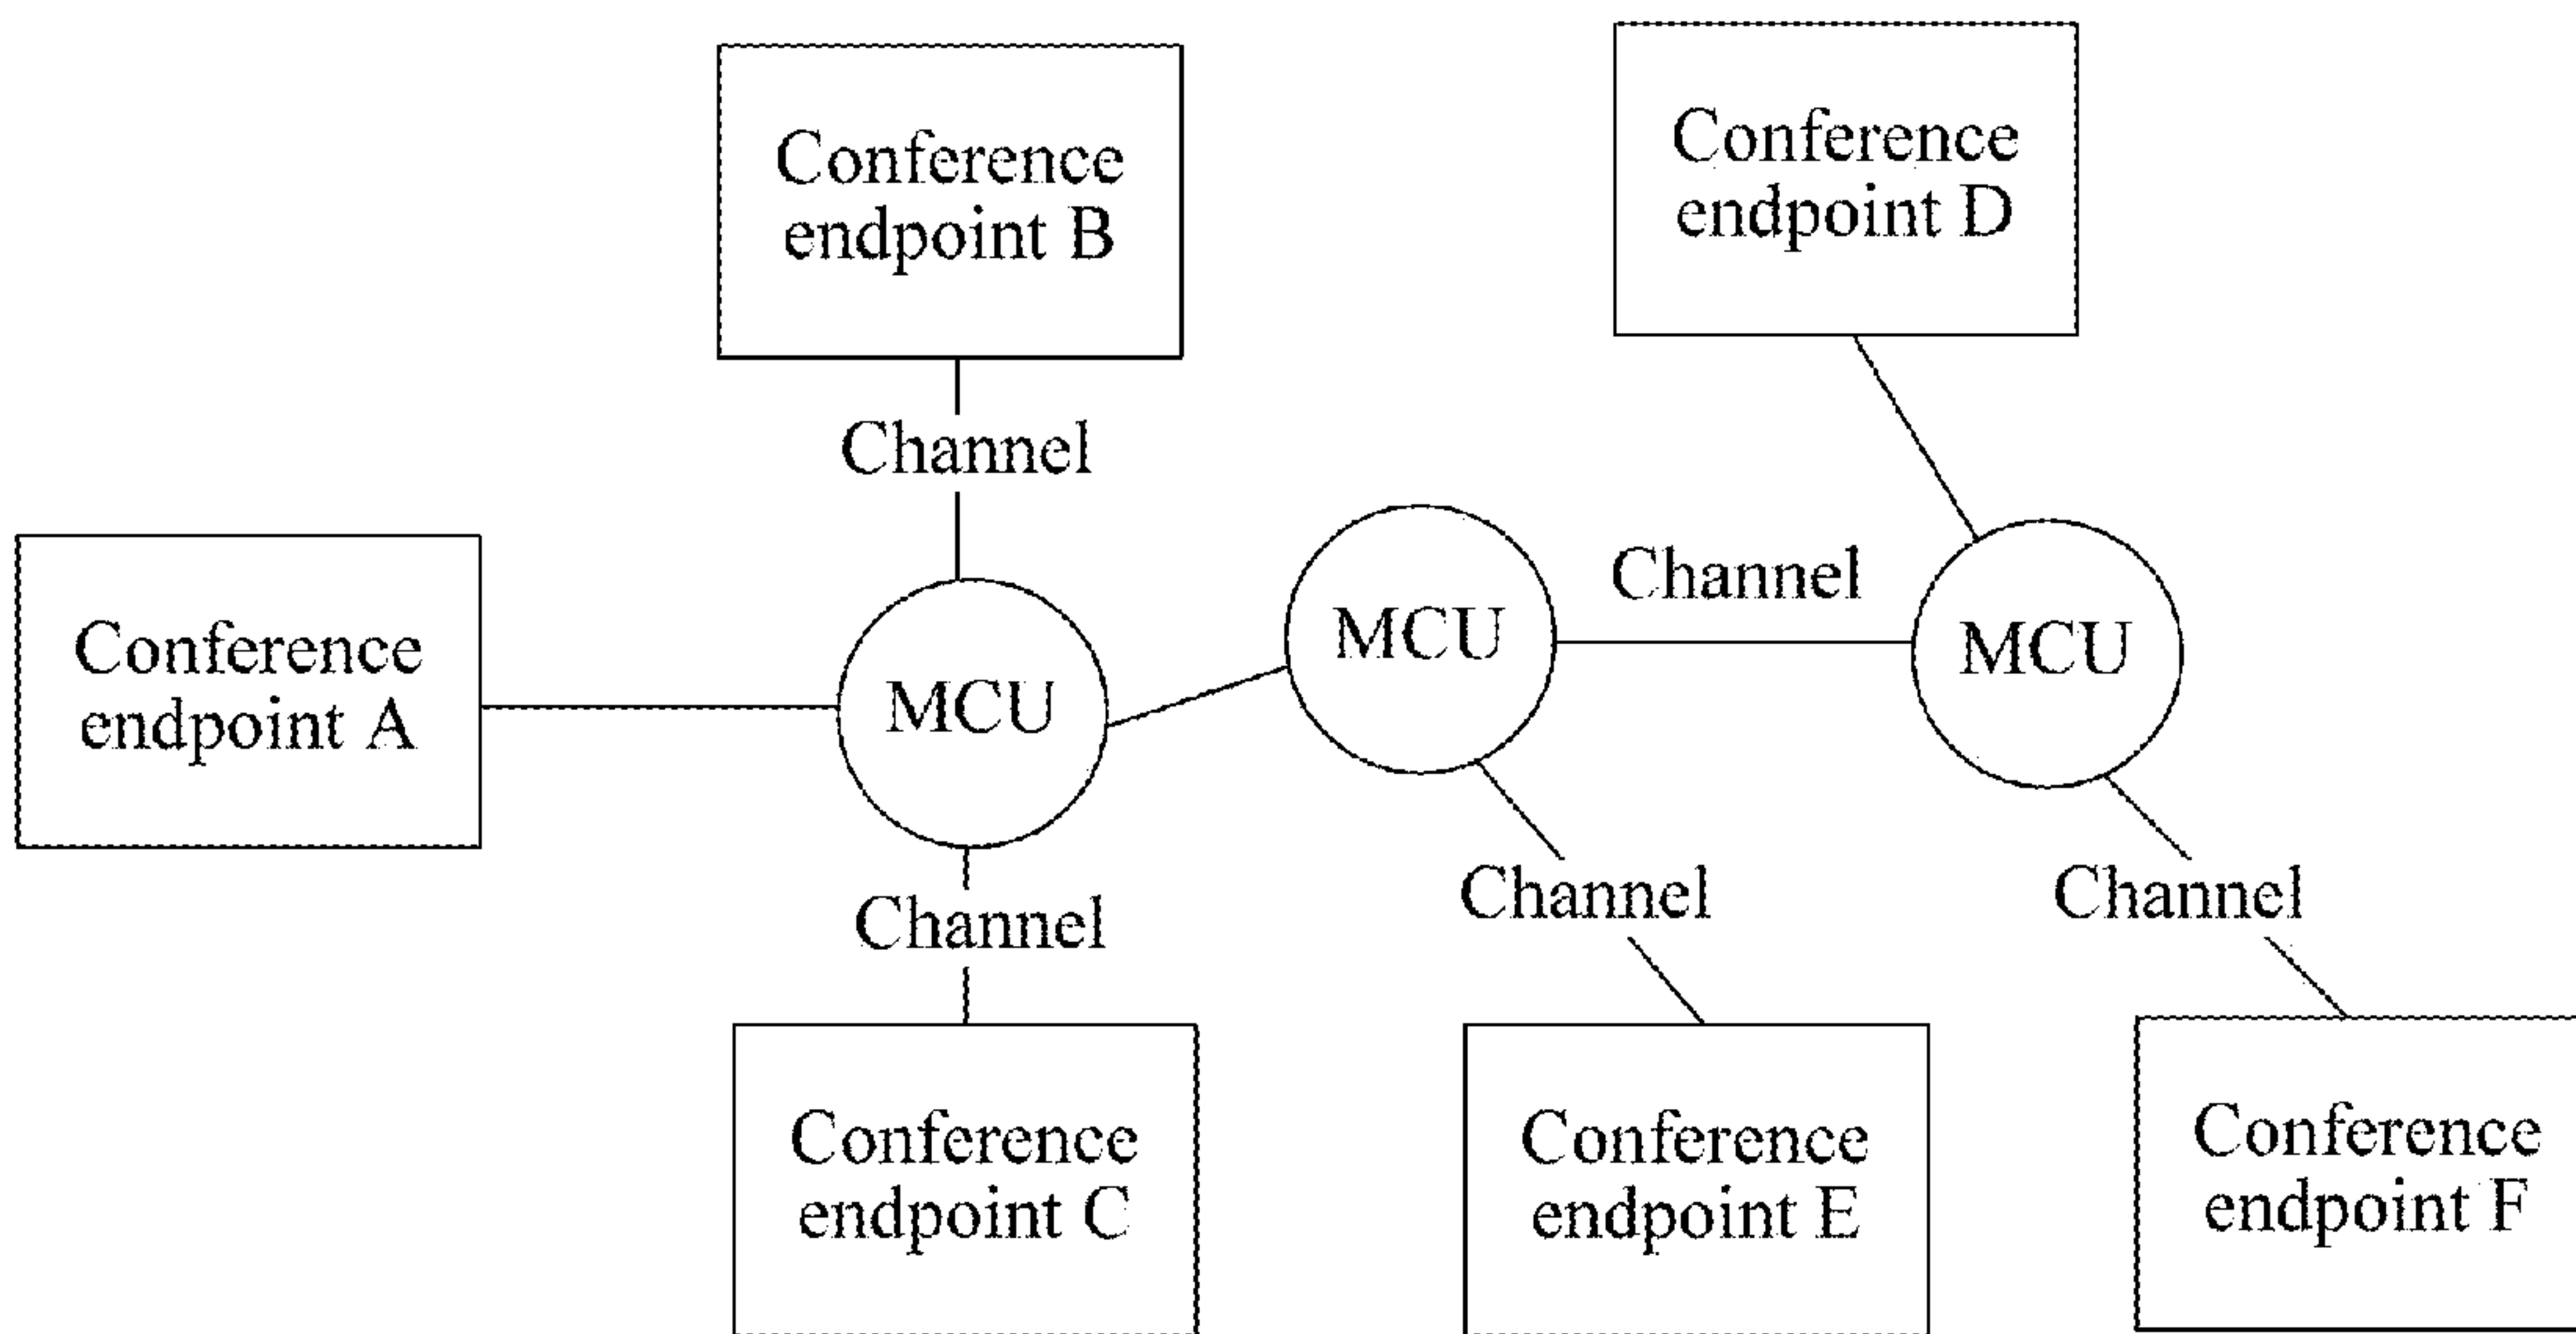 Conference
endpoint B
Conference
endpoint D
Channel
Conference
endpoint A
MCU
MCU
Channel
MCU
Channel
Channel
Channel
Conference
endpoint C
Conference
endpoint E
Conference
endpoint F